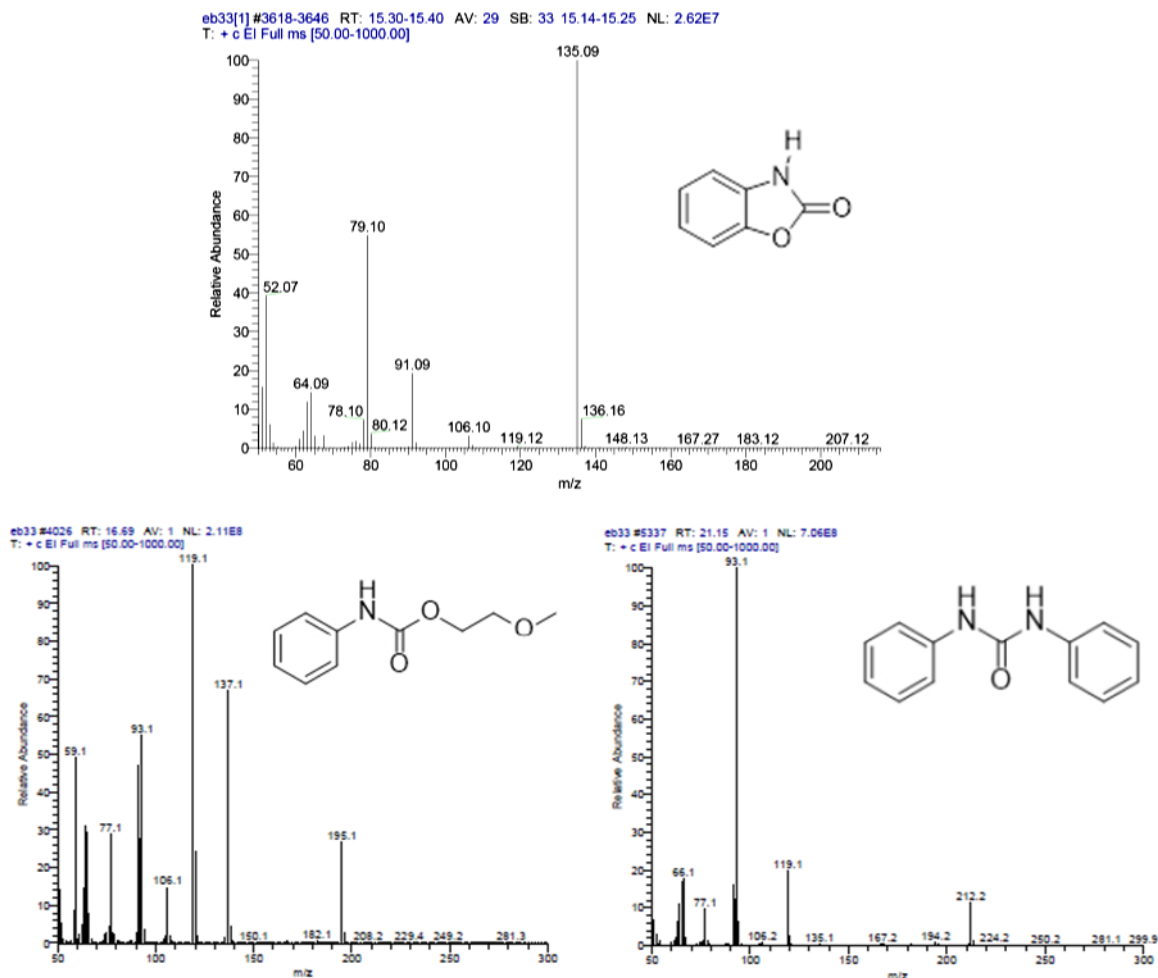 eb33[1] #3618-3646 RT: 15.30-15.40 AV: 29 SB: 33 15.14-15.25 NL: 2.62E7
T: + c EI Full ms [50.00-1000.00]
135.09
100
90
80
70
60
50
40
30
20
10
0
Relative Abundance
79.10
52.07
91.09
64.09
78.10
80.12
106.10
119.12
136.16
148.13
167.27
183.12
207.12
60 80 100 120 140 160 180 200
m/z
H
N
O
O
eb33 #4026 RT: 16.69 AV: 1 NL: 2.11E8
T: + c EI Full ms [50.00-1000.00]
119.1
100
90
80
70
60
50
40
30
20
10
0
Relative Abundance
137.1
93.1
59.1
77.1
195.1
106.1
150.1
182.1
208.2
229.4
249.2
281.3
50 100 150 200 250 300
m/z
H
N
O
O
O
eb33 #5337 RT: 21.15 AV: 1 NL: 7.06E8
T: + c EI Full ms [50.00-1000.00]
93.1
100
90
80
70
60
50
40
30
20
10
0
Relative Abundance
119.1
66.1
77.1
212.2
106.2
135.1
167.2
194.2
224.2
250.2
281.1
299.9
50 100 150 200 250 300
m/z
H H
N N
O